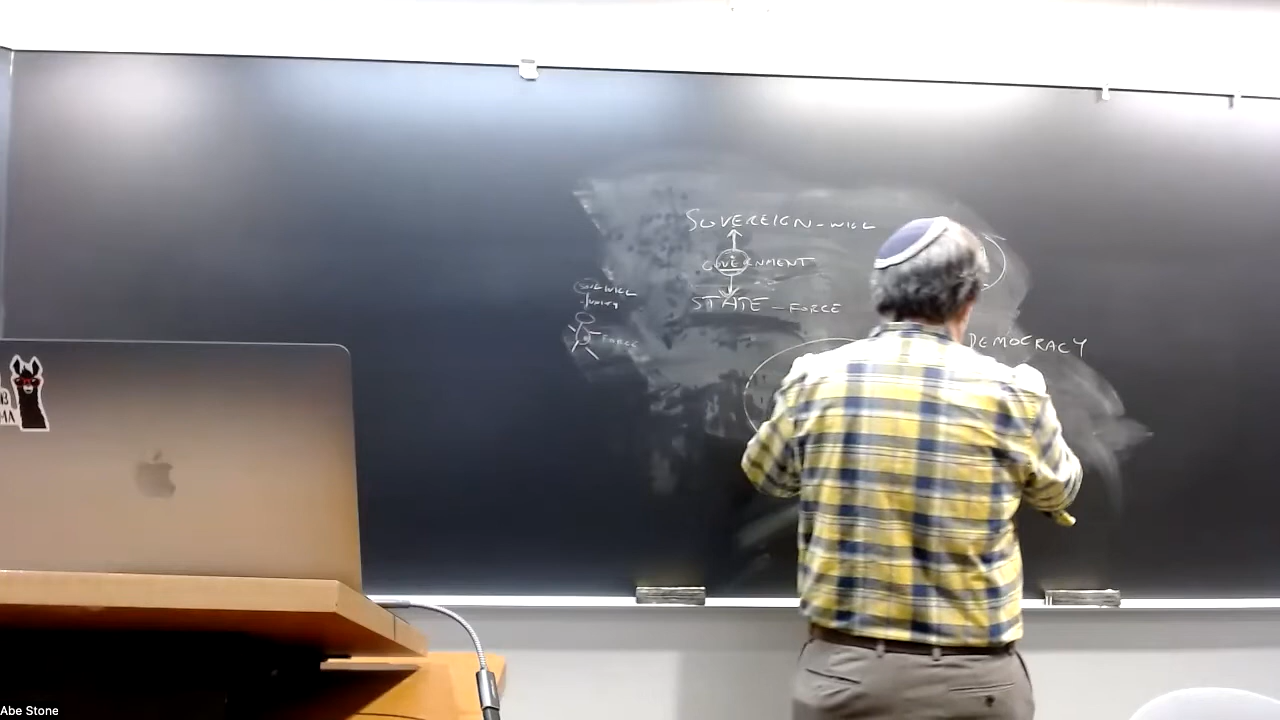 SOVEREIGN - WILL
GOVERNMENT
STATE - FORCE
FORCE
DEMOCRACY
Abe Stone